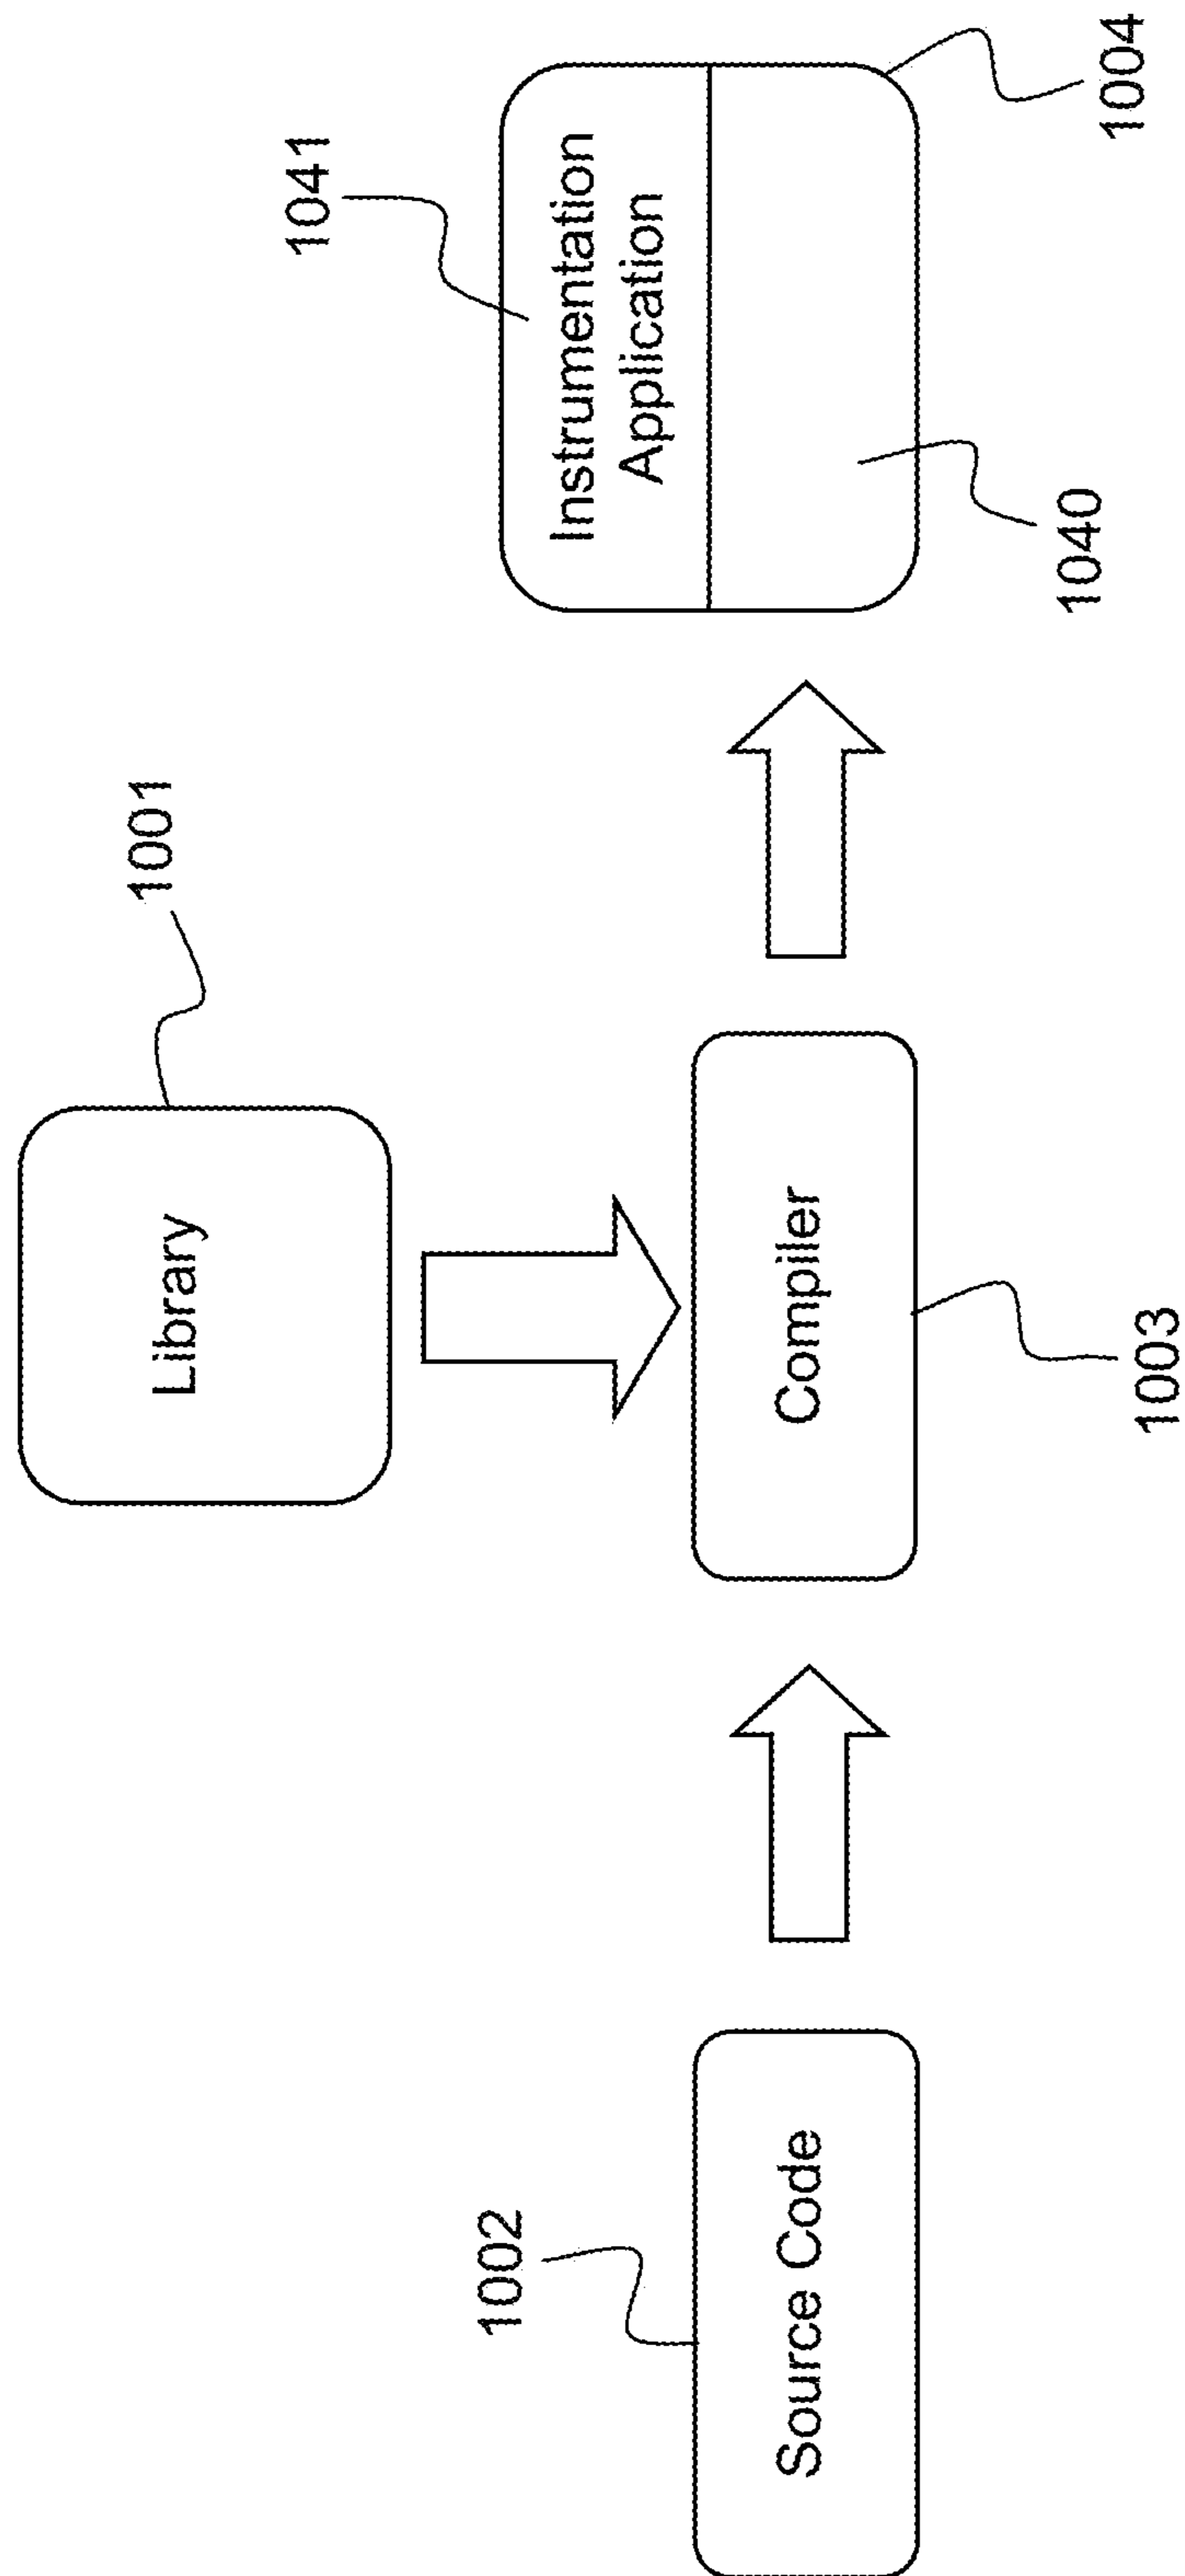 1001
Library
1041
Instrumentation
Application
1002
Source Code
Compiler
1003
1040
1004